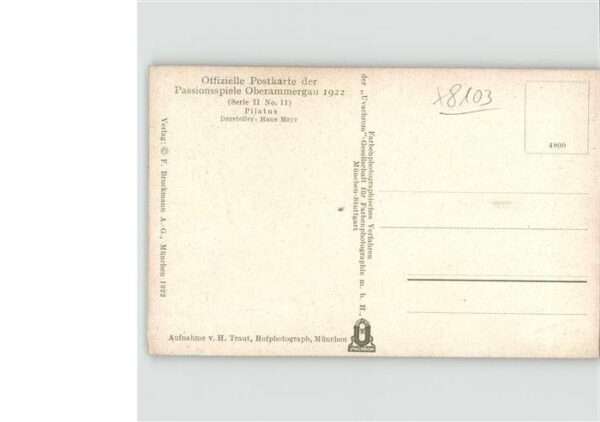 Offizielle Postkarte der
Passionsspiele Oberammergau 1922
(Serie II No. 11)
Pilatus
Darsteller: Hans Mayr
Verlag: © F. Bruckmann A.-G., München 1922
Aufnahme v. H. Traut, Hofphotograph, München
Farbenphotographisches Verfahren
der „Uvachrom"-Gesellschaft für Farbenphotographie m. b. H.,
München-Stuttgart
x8103
4800